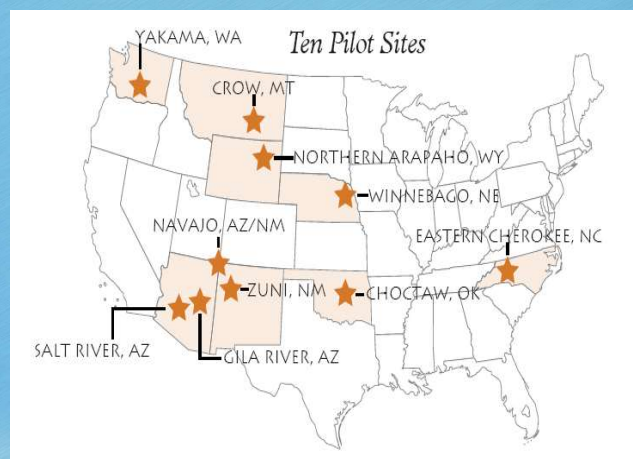 YAKAMA, WA
Ten Pilot Sites
CROW, MT
NORTHERN ARAPAHO, WY
WINNEBAGO, NE
NAVAJO, AZ/NM
EASTERN CHEROKEE, NC
ZUNI, NM
CHOCTAW, OK
SALT RIVER, AZ
GILA RIVER, AZ